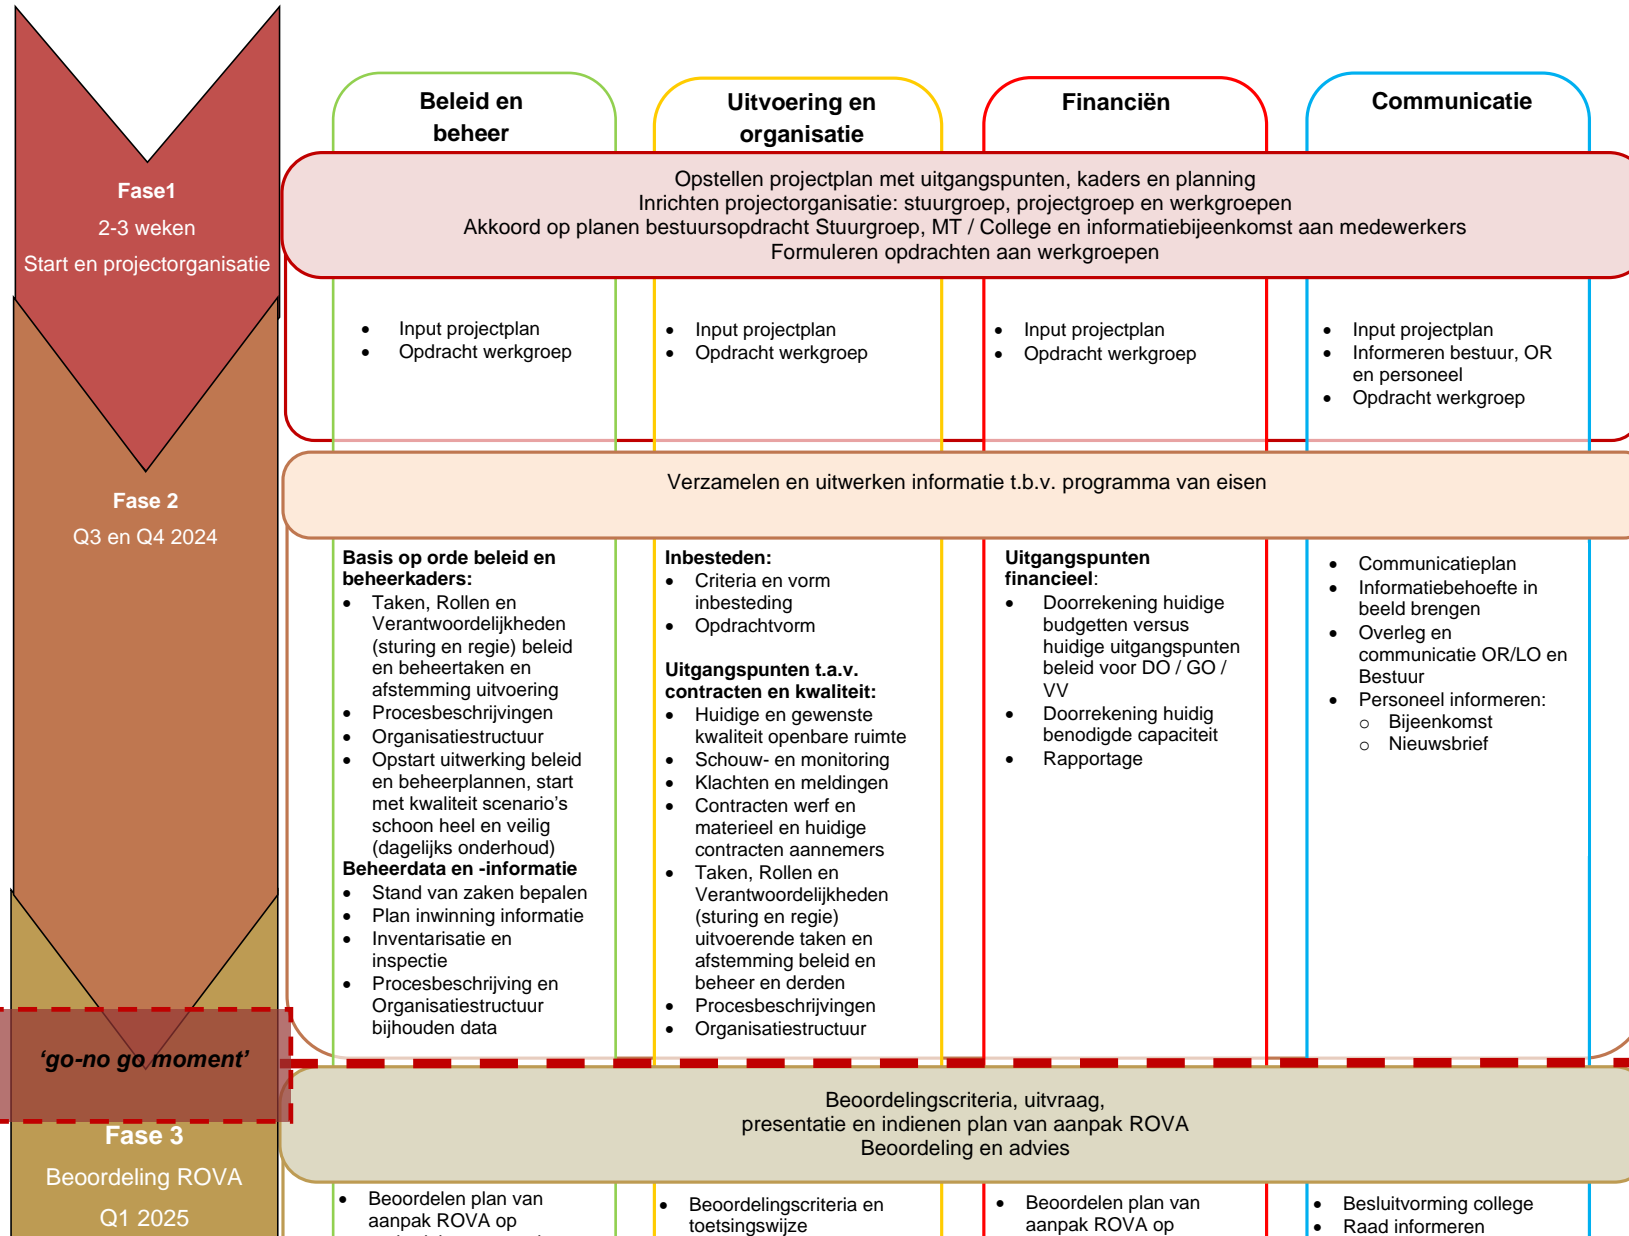 Beleid en
beheer
Uitvoering en
organisatie
Financiën
Communicatie
Fase1
2-3 weken
Start en projectorganisatie
Opstellen projectplan met uitgangspunten, kaders en planning
Inrichten projectorganisatie: stuurgroep, projectgroep en werkgroepen
Akkoord op planen bestuursopdracht Stuurgroep, MT / College en informatiebijeenkomst aan medewerkers
Formuleren opdrachten aan werkgroepen
• Input projectplan
• Opdracht werkgroep
• Input projectplan
• Opdracht werkgroep
• Input projectplan
• Opdracht werkgroep
• Input projectplan
• Informeren bestuur, OR
en personeel
• Opdracht werkgroep
Fase 2
Q3 en Q4 2024
Verzamelen en uitwerken informatie t.b.v. programma van eisen
Basis op orde beleid en
beheerkaders:
• Taken, Rollen en
Verantwoordelijkheden
(sturing en regie) beleid
en beheertaken en
afstemming uitvoering
• Procesbeschrijvingen
• Organisatiestructuur
• Opstart uitwerking beleid
en beheerplannen, start
met kwaliteit scenario's
schoon heel en veilig
(dagelijks onderhoud)
Beheerdata en -informatie
• Stand van zaken bepalen
• Plan inwinning informatie
• Inventarisatie en
inspectie
• Procesbeschrijving en
Organisatiestructuur
bijhouden data
Inbesteden:
• Criteria en vorm
inbesteding
• Opdrachtvorm
Uitgangspunten t.a.v.
contracten en kwaliteit:
• Huidige en gewenste
kwaliteit openbare ruimte
• Schouw- en monitoring
• Klachten en meldingen
• Contracten werf en
materieel en huidige
contracten aannemers
• Taken, Rollen en
Verantwoordelijkheden
(sturing en regie)
uitvoerende taken en
afstemming beleid en
beheer en derden
• Procesbeschrijvingen
• Organisatiestructuur
Uitgangspunten
financieel:
• Doorrekening huidige
budgetten versus
huidige uitgangspunten
beleid voor DO / GO /
VV
• Doorrekening huidig
benodigde capaciteit
• Rapportage
• Communicatieplan
• Informatiebehoefte in
beeld brengen
• Overleg en
communicatie OR/LO en
Bestuur
• Personeel informeren:
o Bijeenkomst
o Nieuwsbrief
‘go-no go moment’
Fase 3
Beoordeling ROVA
Q1 2025
Beoordelingscriteria, uitvraag,
presentatie en indienen plan van aanpak ROVA
Beoordeling en advies
• Beoordelen plan van
aanpak ROVA op
• Beoordelingscriteria en
toetsingswijze
• Beoordelen plan van
aanpak ROVA op
• Besluitvorming college
• Raad informeren